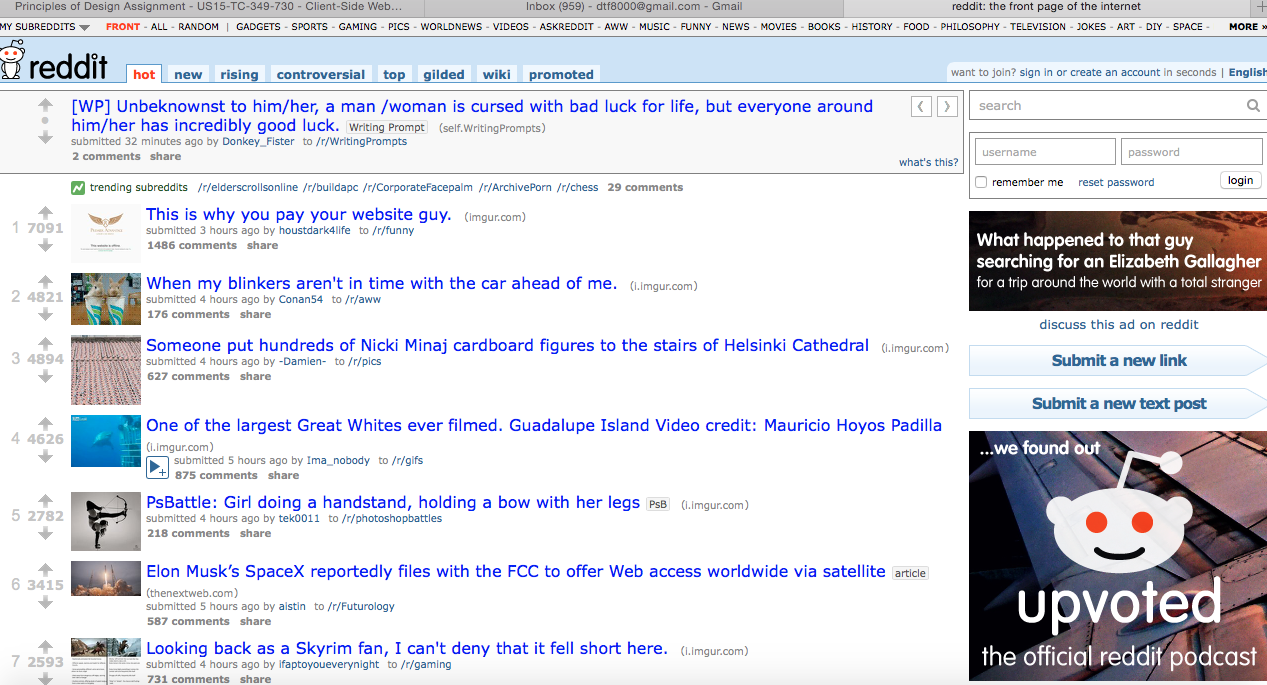 Principles of Design Assignment - US15-TC-349-730 - Client-Side Web...
Inbox (959) - dtf8000@gmail.com - Gmail
reddit: the front page of the internet
MY SUBREDDITS FRONT - ALL - RANDOM | GADGETS - SPORTS - GAMING - PICS - WORLDNEWS - VIDEOS - ASKREDDIT - AWW - MUSIC - FUNNY - NEWS - MOVIES - BOOKS - HISTORY - FOOD - PHILOSOPHY - TELEVISION - JOKES - ART - DIY - SPACE - MORE »
reddit hot new rising controversial top gilded wiki promoted
want to join? sign in or create an account in seconds | English
[WP] Unbeknownst to him/her, a man /woman is cursed with bad luck for life, but everyone around
him/her has incredibly good luck. Writing Prompt (self.WritingPrompts)
submitted 32 minutes ago by Donkey_Fister to /r/WritingPrompts
2 comments share
what's this?
trending subreddits /r/elderscrollsonline /r/buildapc /r/CorporateFacepalm /r/ArchivePorn /r/chess 29 comments
1 7091
This is why you pay your website guy. (imgur.com)
submitted 3 hours ago by houstdark4life to /r/funny
1486 comments share
2 4821
When my blinkers aren't in time with the car ahead of me. (i.imgur.com)
submitted 4 hours ago by Conan54 to /r/aww
176 comments share
3 4894
Someone put hundreds of Nicki Minaj cardboard figures to the stairs of Helsinki Cathedral (i.imgur.com)
submitted 4 hours ago by -Damien- to /r/pics
627 comments share
4 4626
One of the largest Great Whites ever filmed. Guadalupe Island Video credit: Mauricio Hoyos Padilla
(i.imgur.com)
submitted 5 hours ago by Ima_nobody to /r/gifs
875 comments share
5 2782
PsBattle: Girl doing a handstand, holding a bow with her legs PsB (i.imgur.com)
submitted 4 hours ago by tek0011 to /r/photoshopbattles
218 comments share
6 3415
Elon Musk's SpaceX reportedly files with the FCC to offer Web access worldwide via satellite article
(thenextweb.com)
submitted 5 hours ago by aistin to /r/Futurology
587 comments share
7 2593
Looking back as a Skyrim fan, I can't deny that it fell short here. (i.imgur.com)
submitted 4 hours ago by ifaptoyoueverynight to /r/gaming
731 comments share
search
username password
remember me reset password login
What happened to that guy
searching for an Elizabeth Gallagher
for a trip around the world with a total stranger
discuss this ad on reddit
Submit a new link
Submit a new text post
...we found out
upvoted
the official reddit podcast